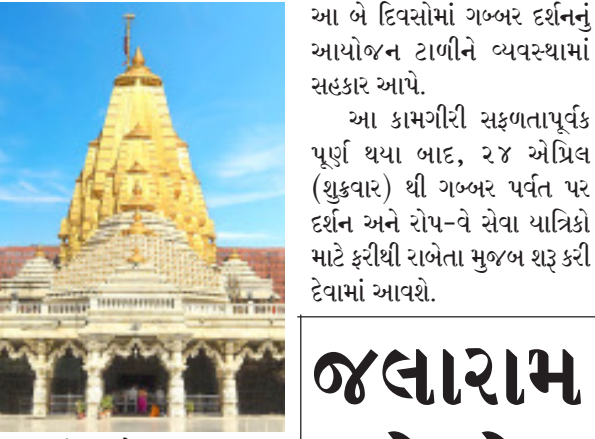 આ બે દિવસોમાં ગબ્બર દર્શનનું
આયોજન ટાળીને વ્યવસ્થામાં
સહકાર આપે.
આ કામગીરી સફળતાપૂર્વક
પૂર્ણ થયા બાદ, ૨૪ એપ્રિલ
(શુક્રવાર) થી ગબ્બર પર્વત પર
દર્શન અને રોપ-વે સેવા યાત્રિકો
માટે ફરીથી રાબેતા મુજબ શરૂ કરી
દેવામાં આવશે.
જલારામ